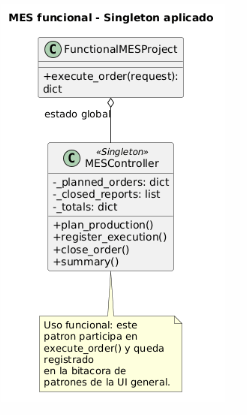 MES funcional - Singleton aplicado
C FunctionalMESProject
+execute_order(request):
dict
estado global
«Singleton»
C MESController
-_planned_orders: dict
-_closed_reports: list
-_totals: dict
+plan_production()
+register_execution()
+close_order()
+summary()
Uso funcional: este
patron participa en
execute_order() y queda
registrado
en la bitacora de
patrones de la UI general.